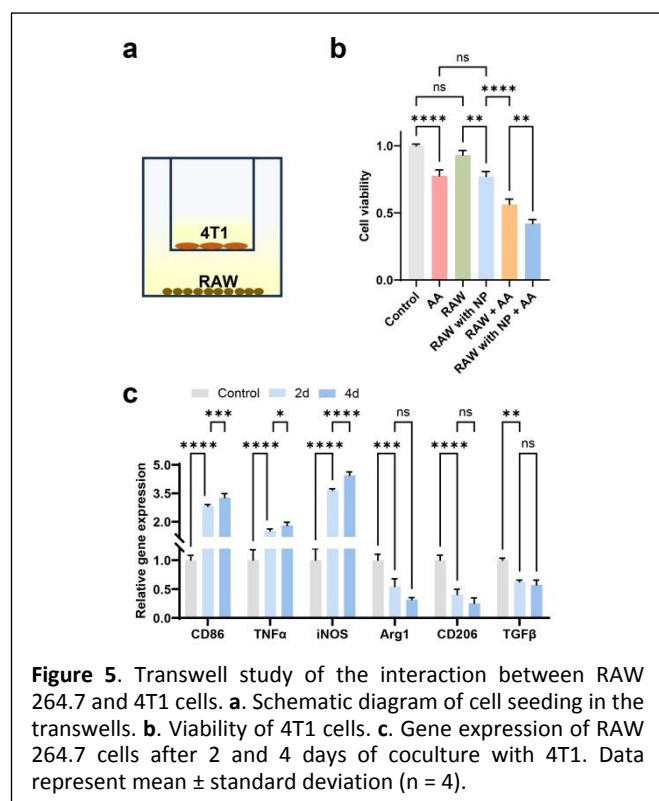 a
b
ns
ns
****
****
**
**
1.0
0.5
0.0
Cell viability
4T1
RAW
Control
AA
RAW
RAW with NP
RAW + AA
RAW with NP + AA
c
Control
2d
4d
***
*
****
ns
ns
**
****
****
****
***
****
ns
5.0
3.5
2.0
1.0
0.5
0.0
Relative gene expression
CD86
TNFα
iNOS
Arg1
CD206
TGFβ
Figure 5. Transwell study of the interaction between RAW
264.7 and 4T1 cells. a. Schematic diagram of cell seeding in the
transwells. b. Viability of 4T1 cells. c. Gene expression of RAW
264.7 cells after 2 and 4 days of coculture with 4T1. Data
represent mean ± standard deviation (n = 4).